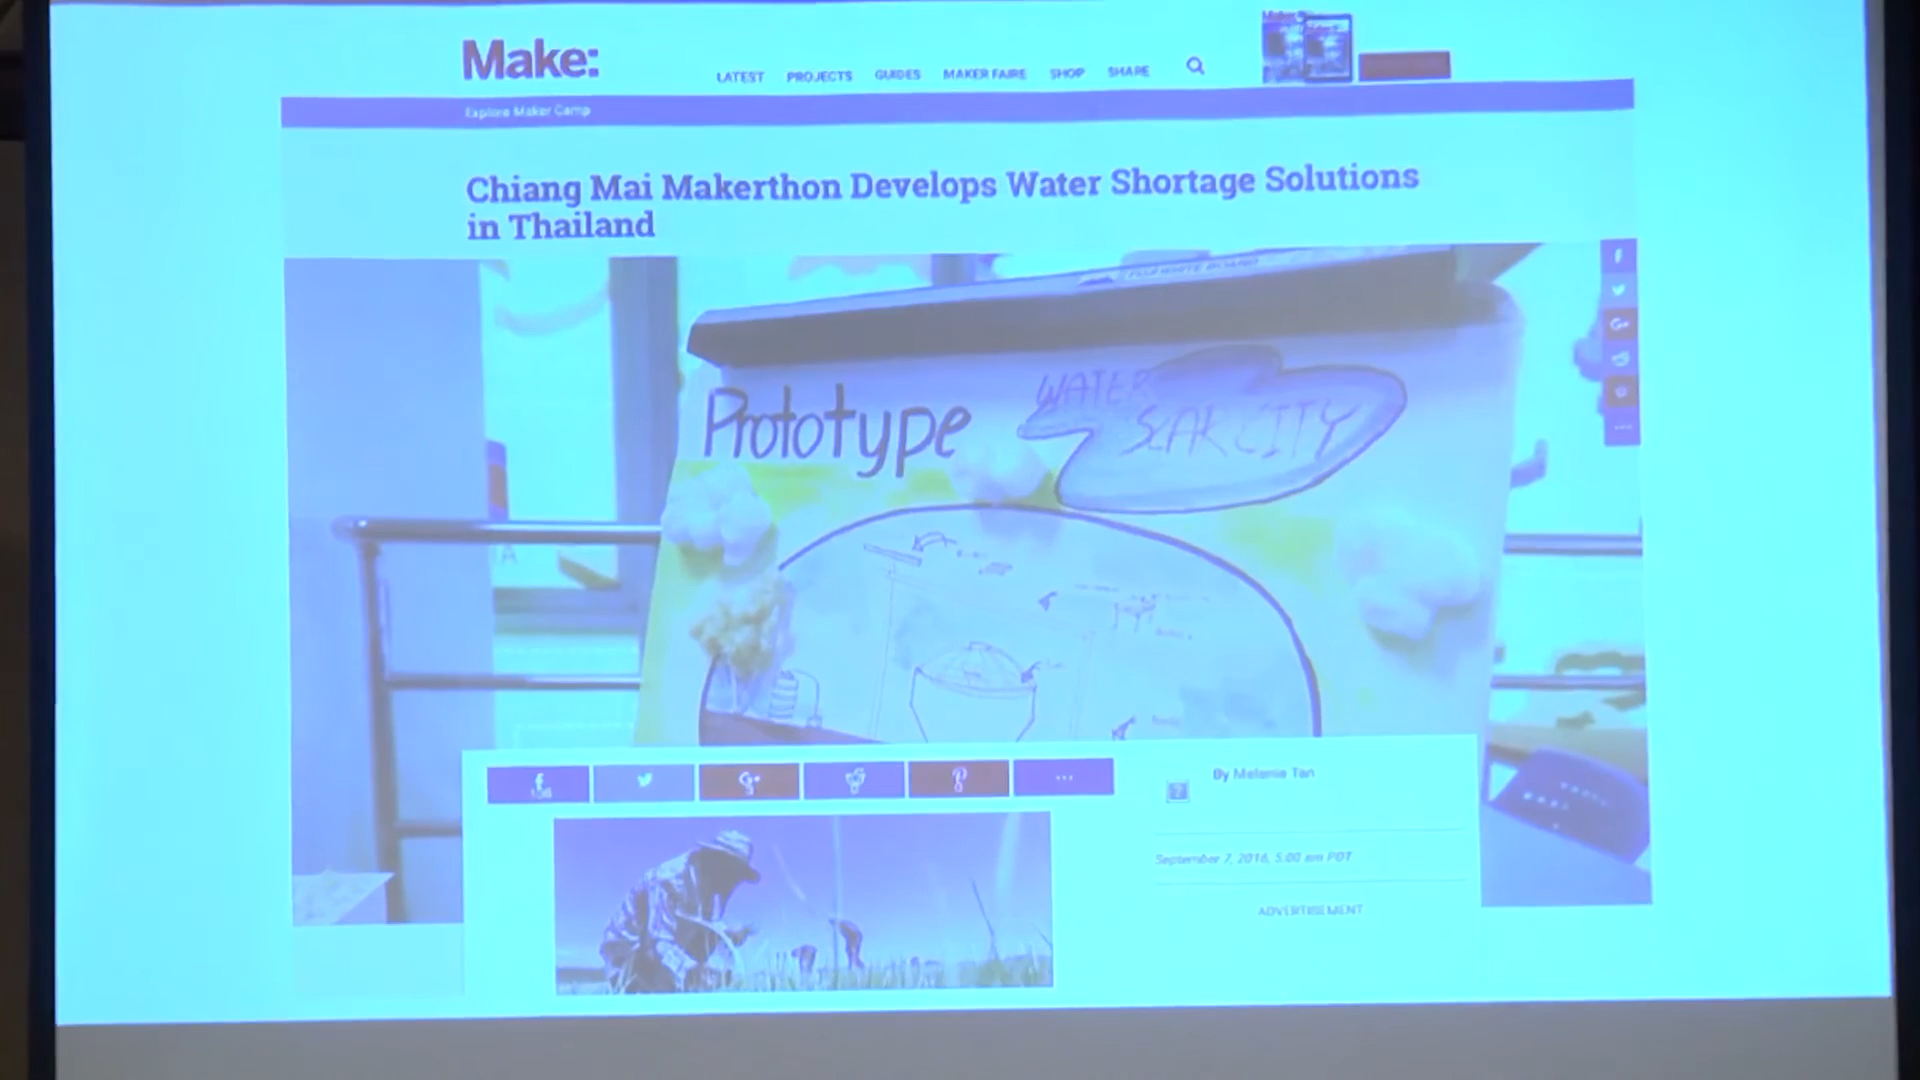 Make:
LATEST PROJECTS GUIDES MAKER FAIRE SHOP SHARE
Explore Maker Camp
Chiang Mai Makerthon Develops Water Shortage Solutions
in Thailand
Prototype
WATER
SCARCITY
By Melanie Tan
September 7, 2016, 5:00 am PDT
ADVERTISEMENT